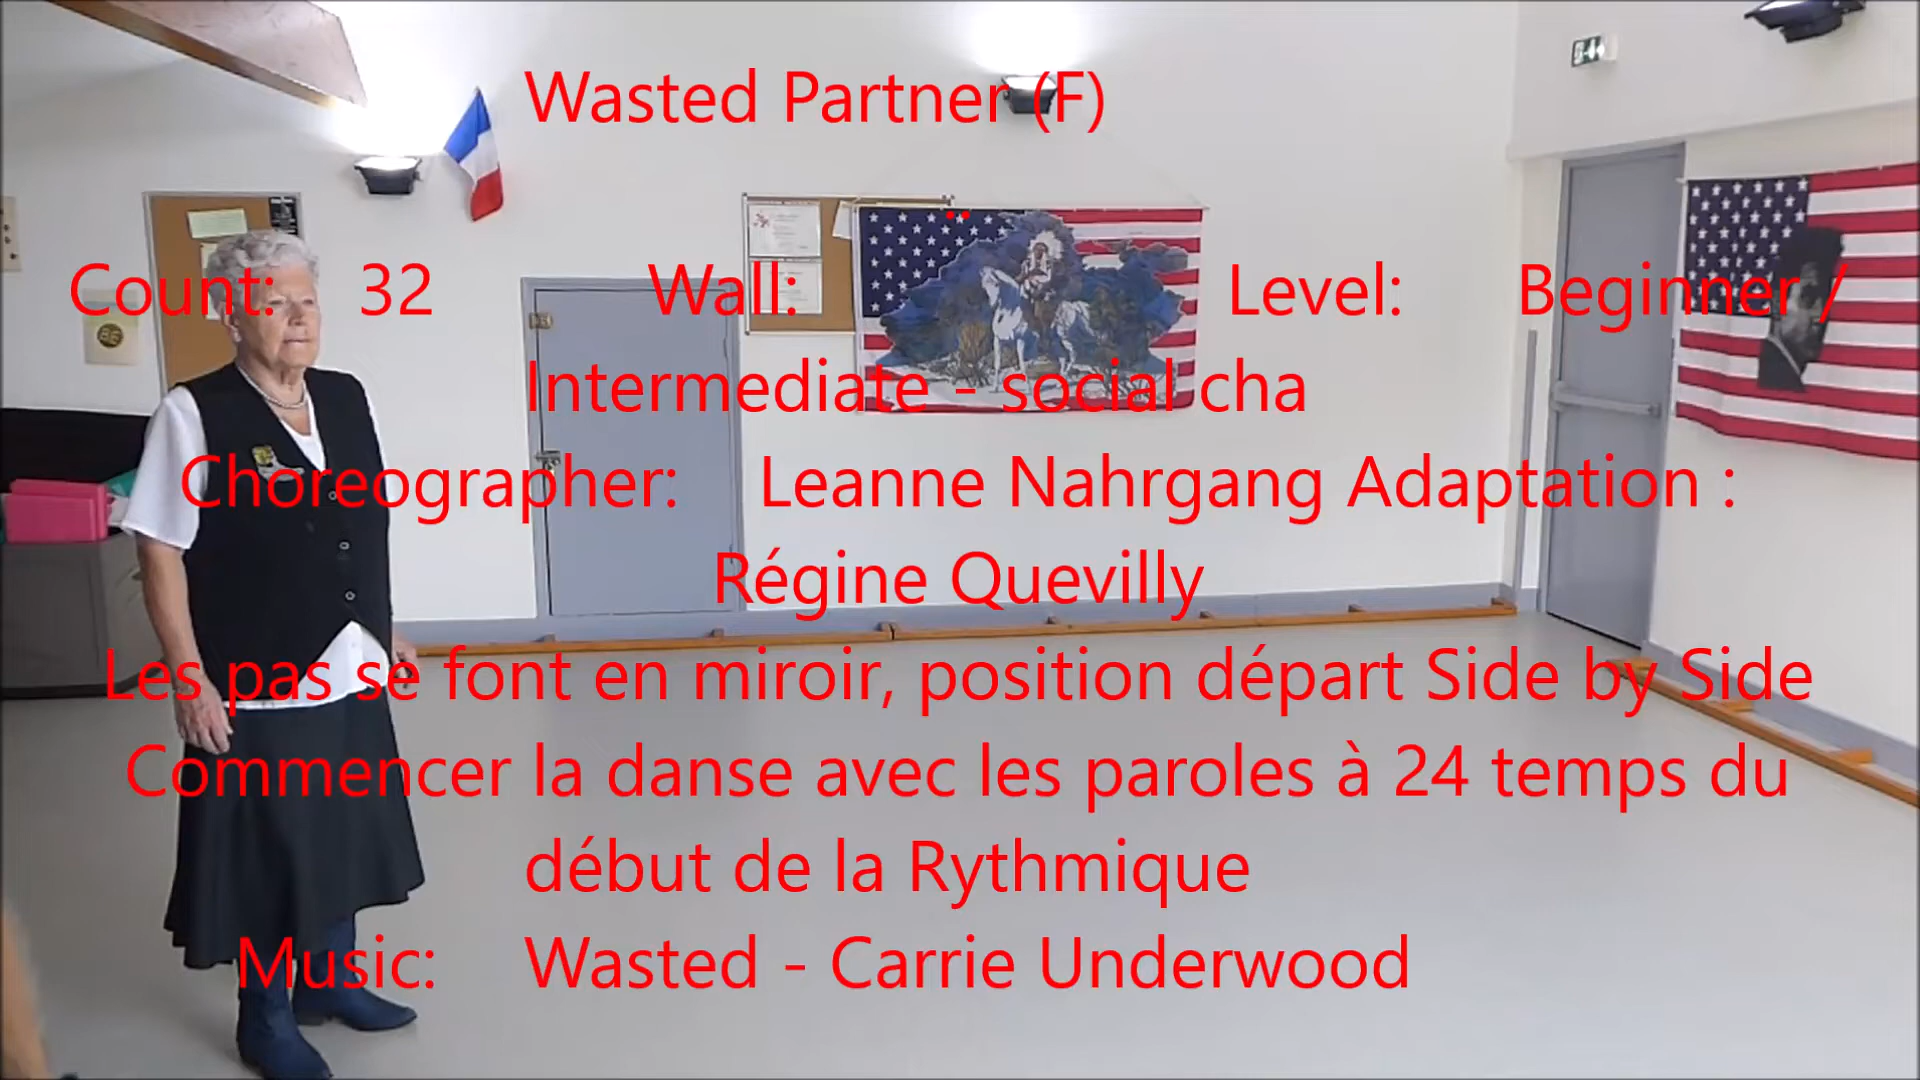 Wasted Partner (F)
Count: 32 Wall: Level: Beginner /
Intermediate - social cha
Choreographer: Leanne Nahrgang Adaptation :
Régine Quevilly
Les pas se font en miroir, position départ Side by Side
Commencer la danse avec les paroles à 24 temps du
début de la Rythmique
Music: Wasted - Carrie Underwood